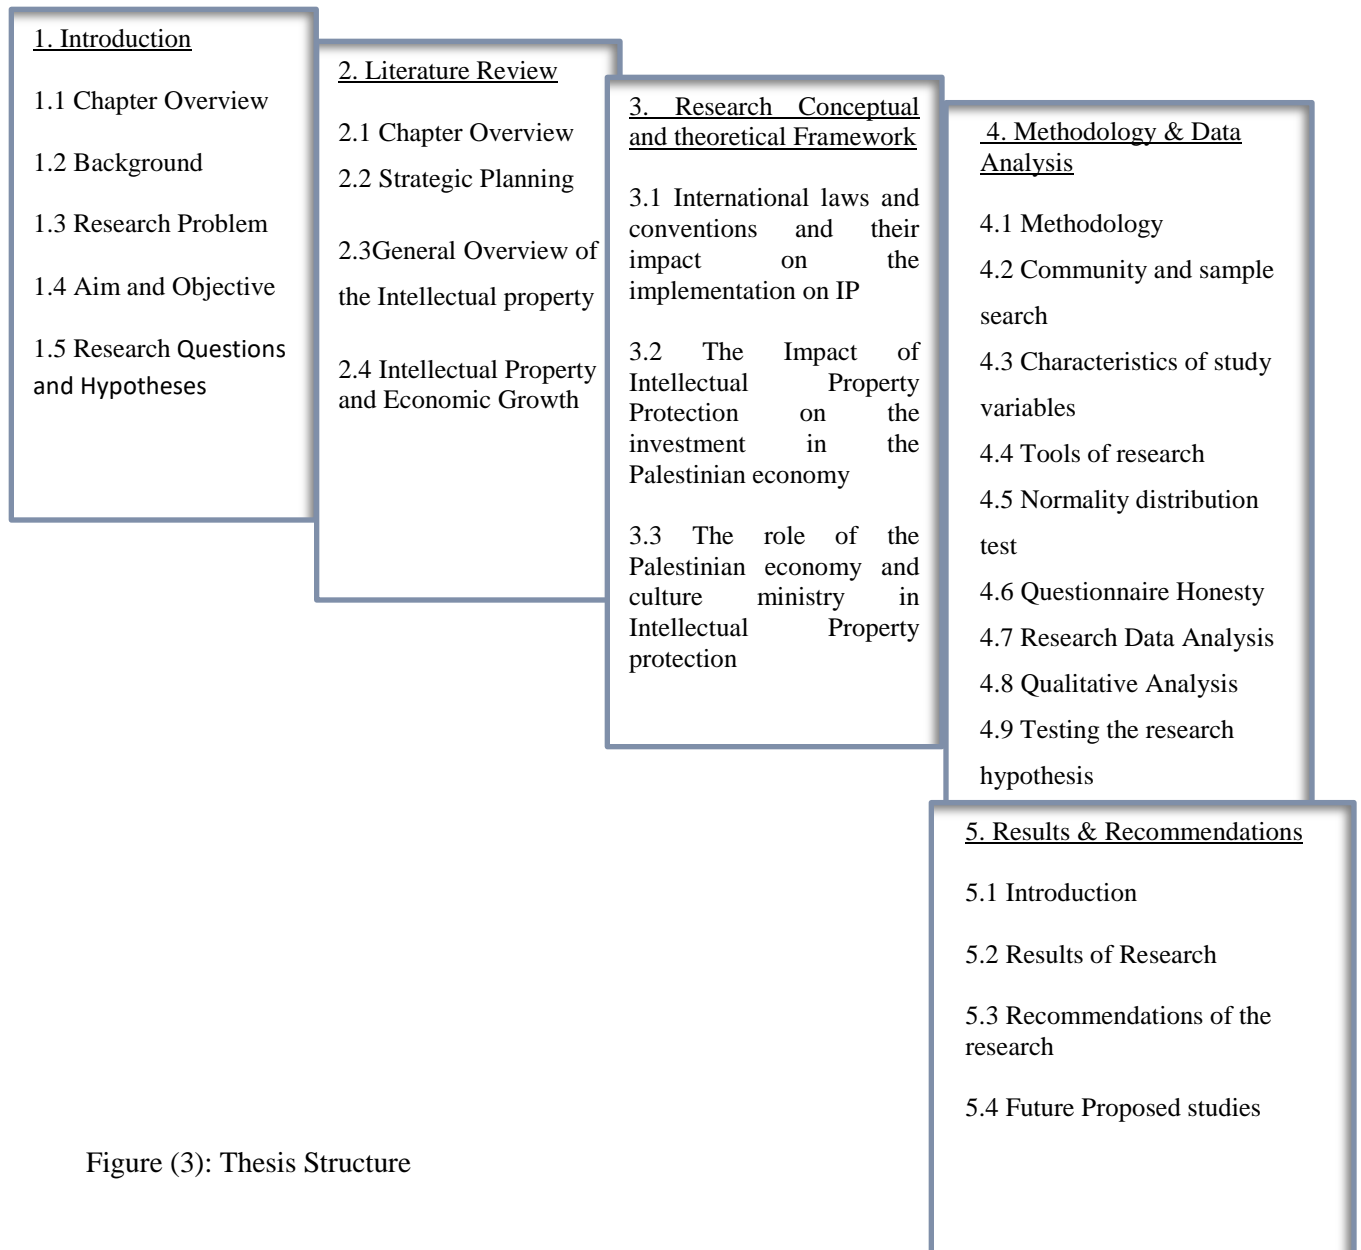 1. Introduction
1.1 Chapter Overview
1.2 Background
1.3 Research Problem
1.4 Aim and Objective
1.5 Research Questions
and Hypotheses
2. Literature Review
2.1 Chapter Overview
2.2 Strategic Planning
2.3General Overview of
the Intellectual property
2.4 Intellectual Property
and Economic Growth
3. Research Conceptual
and theoretical Framework
3.1 International laws and
conventions and their
impact on the
implementation on IP
3.2 The Impact of
Intellectual Property
Protection on the
investment in the
Palestinian economy
3.3 The role of the
Palestinian economy and
culture ministry in
Intellectual Property
protection
4. Methodology & Data
Analysis
4.1 Methodology
4.2 Community and sample
search
4.3 Characteristics of study
variables
4.4 Tools of research
4.5 Normality distribution
test
4.6 Questionnaire Honesty
4.7 Research Data Analysis
4.8 Qualitative Analysis
4.9 Testing the research
hypothesis
5. Results & Recommendations
5.1 Introduction
5.2 Results of Research
5.3 Recommendations of the
research
5.4 Future Proposed studies
Figure (3): Thesis Structure